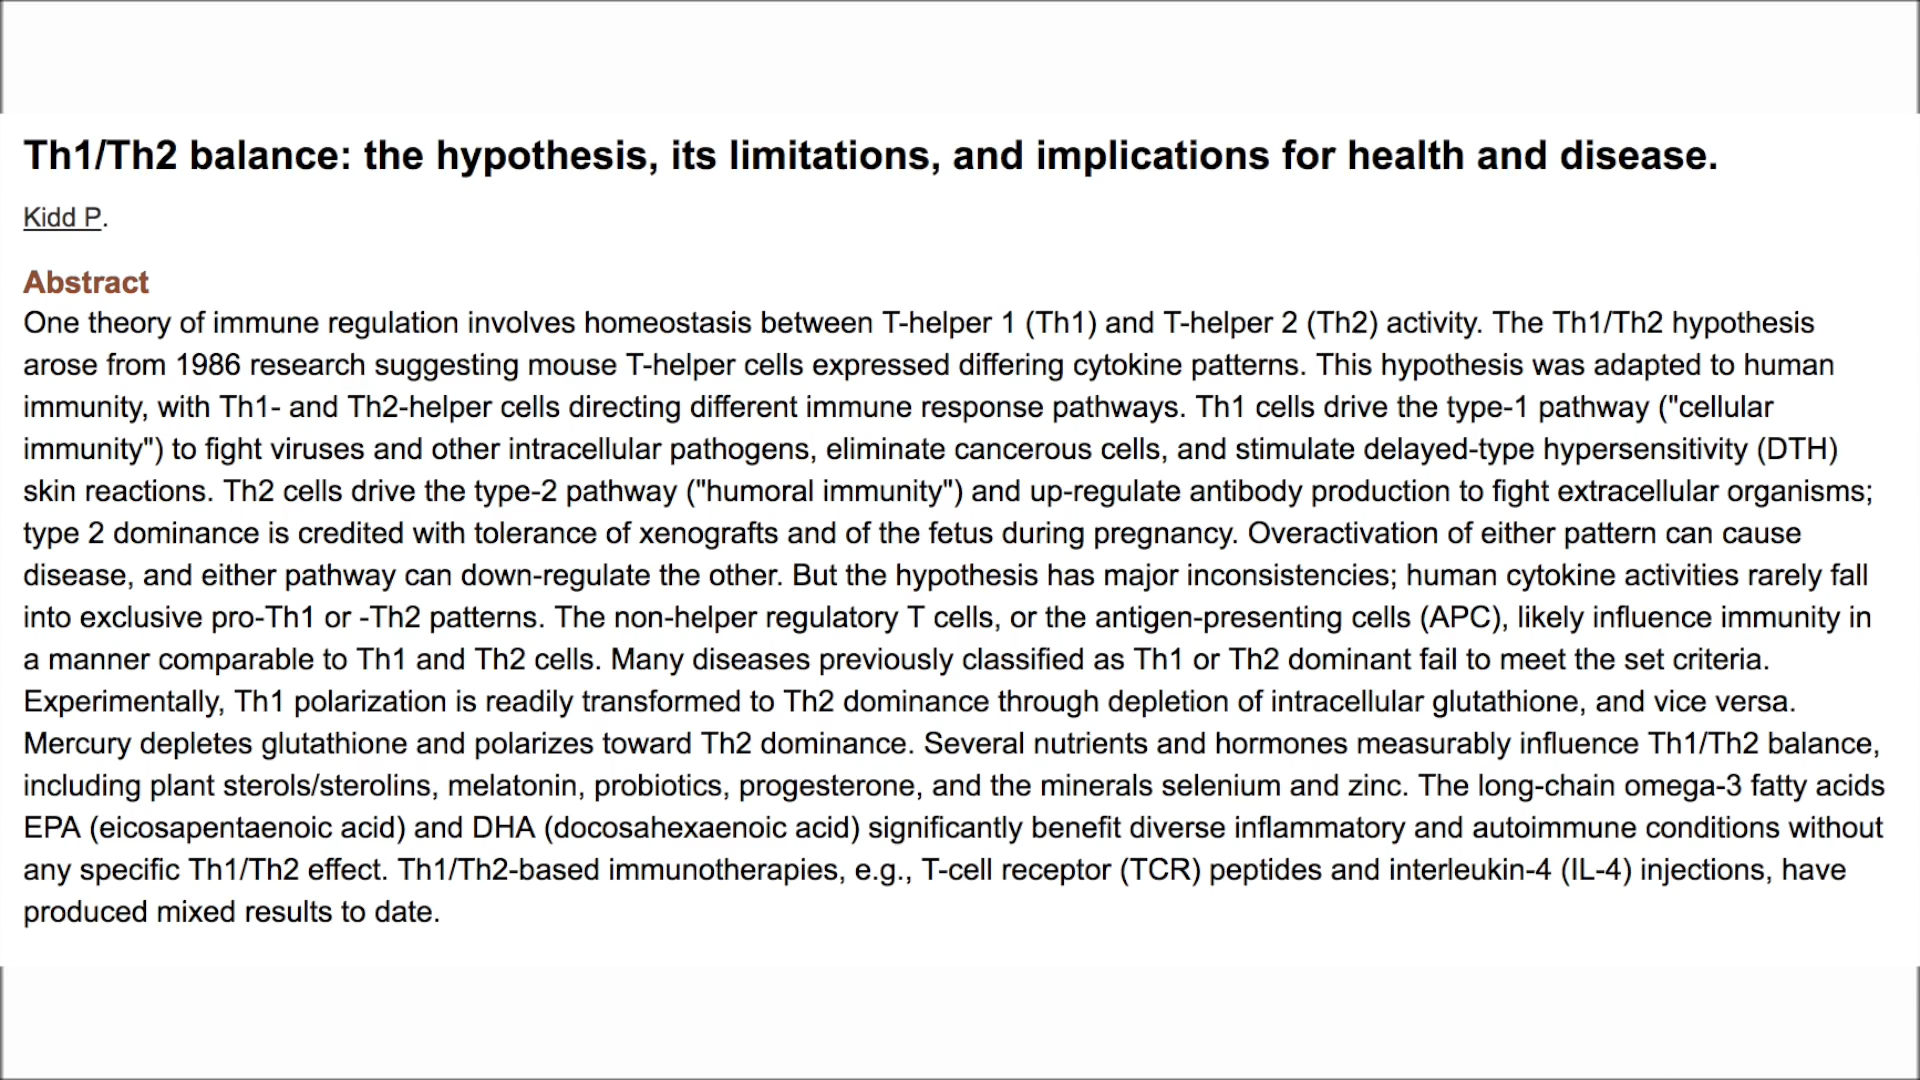 Th1/Th2 balance: the hypothesis, its limitations, and implications for health and disease.
Kidd P.
Abstract
One theory of immune regulation involves homeostasis between T-helper 1 (Th1) and T-helper 2 (Th2) activity. The Th1/Th2 hypothesis
arose from 1986 research suggesting mouse T-helper cells expressed differing cytokine patterns. This hypothesis was adapted to human
immunity, with Th1- and Th2-helper cells directing different immune response pathways. Th1 cells drive the type-1 pathway ("cellular
immunity") to fight viruses and other intracellular pathogens, eliminate cancerous cells, and stimulate delayed-type hypersensitivity (DTH)
skin reactions. Th2 cells drive the type-2 pathway ("humoral immunity") and up-regulate antibody production to fight extracellular organisms;
type 2 dominance is credited with tolerance of xenografts and of the fetus during pregnancy. Overactivation of either pattern can cause
disease, and either pathway can down-regulate the other. But the hypothesis has major inconsistencies; human cytokine activities rarely fall
into exclusive pro-Th1 or -Th2 patterns. The non-helper regulatory T cells, or the antigen-presenting cells (APC), likely influence immunity in
a manner comparable to Th1 and Th2 cells. Many diseases previously classified as Th1 or Th2 dominant fail to meet the set criteria.
Experimentally, Th1 polarization is readily transformed to Th2 dominance through depletion of intracellular glutathione, and vice versa.
Mercury depletes glutathione and polarizes toward Th2 dominance. Several nutrients and hormones measurably influence Th1/Th2 balance,
including plant sterols/sterolins, melatonin, probiotics, progesterone, and the minerals selenium and zinc. The long-chain omega-3 fatty acids
EPA (eicosapentaenoic acid) and DHA (docosahexaenoic acid) significantly benefit diverse inflammatory and autoimmune conditions without
any specific Th1/Th2 effect. Th1/Th2-based immunotherapies, e.g., T-cell receptor (TCR) peptides and interleukin-4 (IL-4) injections, have
produced mixed results to date.